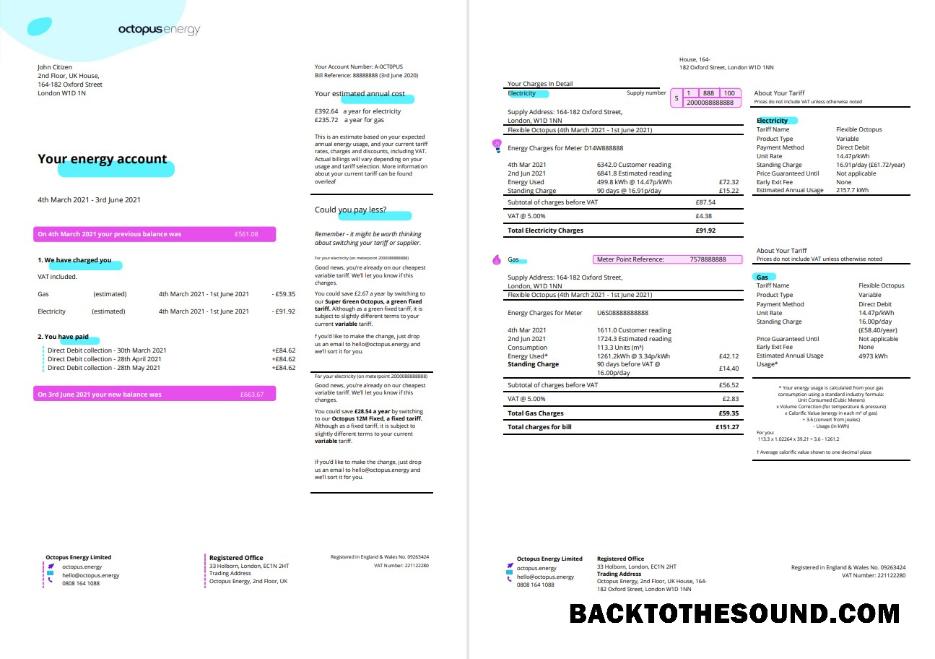 octopusenergy
John Citizen
2nd Floor, UK House,
164-182 Oxford Street
London W1D 1N
Your Account Number: A-0CT0PUS
Bill Reference: 88888888 (3rd June 2020)
Your estimated annual cost
£392.64 a year for electricity
£235.72 a year for gas
This is an estimate based on your expected
annual energy usage, and your current tariff
rates, charges and discounts, including VAT.
Actual billings will vary depending on your
usage and tariff selection. More information
about your current tariff can be found
overleaf
Your energy account
4th March 2021 - 3rd June 2021
On 4th March 2021 your previous balance was £561.08
1. We have charged you
VAT included.
Gas (estimated) 4th March 2021 - 1st June 2021 - £59.35
Electricity (estimated) 4th March 2021 - 1st June 2021 - £91.92
2. You have paid
Direct Debit collection - 30th March 2021 +£84.62
Direct Debit collection - 28th April 2021 +£84.62
Direct Debit collection - 28th May 2021 +£84.62
On 3rd June 2021 your new balance was £663.67
Could you pay less?
Remember - it might be worth thinking
about switching your tariff or supplier.
For your electricity (on meterpoint 2000008888888)
Good news, you're already on our cheapest
variable tariff. We'll let you know if this
changes.
You could save £2.67 a year by switching to
our Super Green Octopus, a green fixed
tariff. Although as a green fixed tariff, it is
subject to slightly different terms to your
current variable tariff.
f you'd like to make the change, just drop
us an email to hello@octopus.energy and
we'll sort it for you.
For your electricity (on meterpoint 2000008888888)
Good news, you're already on our cheapest
variable tariff. We'll let you know if this
changes.
You could save £28.54 a year by switching
to our Octopus 12M Fixed, a fixed tariff.
Although as a fixed tariff, it is subject to
slightly different terms to your current
variable tariff.
If you'd like to make the change, just drop
us an email to hello@octopus.energy and
we'll sort it for you.
Octopus Energy Limited
octopus.energy
hello@octopus.energy
0808 164 1088
Registered Office
33 Holborn, London, EC1N 2HT
Trading Address
Octopus Energy, 2nd Floor, UK
Registered in England & Wales No. 09263424
VAT Number: 221122280
House, 164-
182 Oxford Street, London W1D 1NN
Your Charges in Detail
Electricity Supply number S 1 888 100
2000088888888
Supply Address: 164-182 Oxford Street,
London, W1D 1NN
Flexible Octopus (4th March 2021 - 1st June 2021)
Energy Charges for Meter D14W888888
4th Mar 2021 6342.0 Customer reading
2nd Jun 2021 6841.8 Estimated reading
Energy Used 499.8 kWh @ 14.47p/kWh £72.32
Standing Charge 90 days @ 16.91p/day £15.22
Subtotal of charges before VAT £87.54
VAT @ 5.00% £4.38
Total Electricity Charges £91.92
About Your Tariff
Prices do not include VAT unless otherwise noted
Electricity
Tariff Name Flexible Octopus
Product Type Variable
Payment Method Direct Debit
Unit Rate 14.47p/kWh
Standing Charge 16.91p/day (£61.72/year)
Price Guaranteed Until Not applicable
Early Exit Fee None
Estimated Annual Usage 2157.7 kWh
Gas Meter Point Reference: 7578888888
Supply Address: 164-182 Oxford Street,
London, W1D 1NN
Flexible Octopus (4th March 2021 - 1st June 2021)
Energy Charges for Meter U6S08888888888
4th Mar 2021 1611.0 Customer reading
2nd Jun 2021 1724.3 Estimated reading
Consumption 113.3 Units (m³)
Energy Used* 1261.2kWh @ 3.34p/kWh £42.12
Standing Charge 90 days before VAT @
16.00p/day £14.40
Subtotal of charges before VAT £56.52
VAT @ 5.00% £2.83
Total Gas Charges £59.35
Total charges for bill £151.27
About Your Tariff
Prices do not include VAT unless otherwise noted
Gas
Tariff Name Flexible Octopus
Product Type Variable
Payment Method Direct Debit
Unit Rate 14.47p/kWh
Standing Charge 16.00p/day
(£58.40/year)
Price Guaranteed Until Not applicable
Early Exit Fee None
Estimated Annual 4973 kWh
Usage*
* Your energy usage is calculated from your gas
consumption using a standard industry formula:
Unit Consumed (Cubic Meters)
x Volume Correction (for temperature & pressure)
x Calorific Value (energy in each m³ of gas)
÷ 3.6 (convert from joules)
- Usage (in kWh)
For you:
113.3 x 1.02264 x 39.2† ÷ 3.6 - 1261.2
† Average calorific value shown to one decimal place
Octopus Energy Limited
octopus.energy
hello@octopus.energy
0808 164 1088
Registered Office
33 Holborn, London, EC1N 2HT
Trading Address
Octopus Energy, 2nd Floor, UK House, 164-
182 Oxford Street, London W1D 1NN
Registered in England & Wales No. 09263424
VAT Number: 221122280
BACKTOTHESOUND.COM